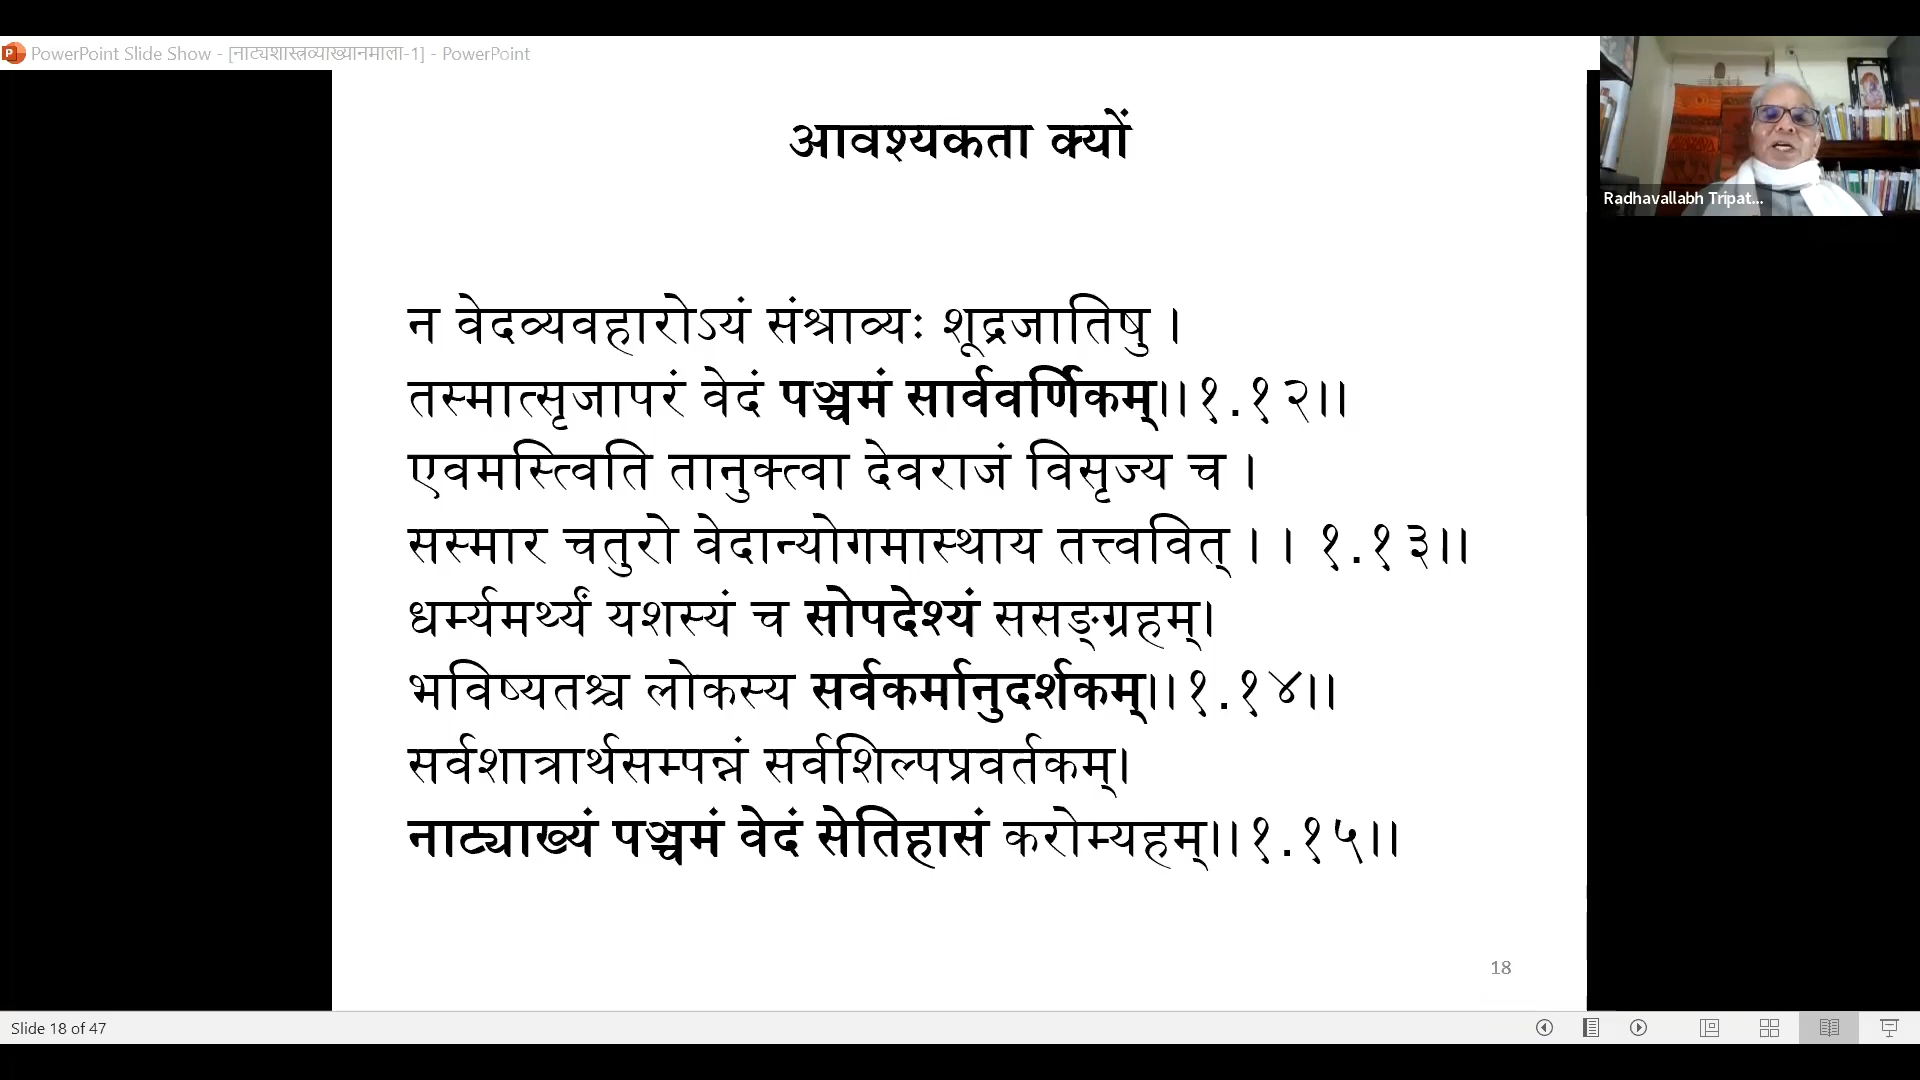 PowerPoint Slide Show - [नाट्यशास्त्रव्याख्यानमाला-1] - PowerPoint
Radhavallabh Tripat...
आवश्यकता क्यों
न वेदव्यवहारोऽयं संश्राव्यः शूद्रजातिषु ।
तस्मात्सृजापरं वेदं पञ्चमं सार्ववर्णिकम्।।१.१२।।
एवमस्त्विति तानुक्त्वा देवराजं विसृज्य च ।
सस्मार चतुरो वेदान्योगमास्थाय तत्त्ववित् । । १.१३।।
धर्म्यमर्थ्यं यशस्यं च सोपदेश्यं ससङ्ग्रहम्।
भविष्यतश्च लोकस्य सर्वकर्मानुदर्शकम्।।१.१४।।
सर्वशात्रार्थसम्पन्नं सर्वशिल्पप्रवर्तकम्।
नाट्याख्यं पञ्चमं वेदं सेतिहासं करोम्यहम्।।१.१५।।
18
Slide 18 of 47